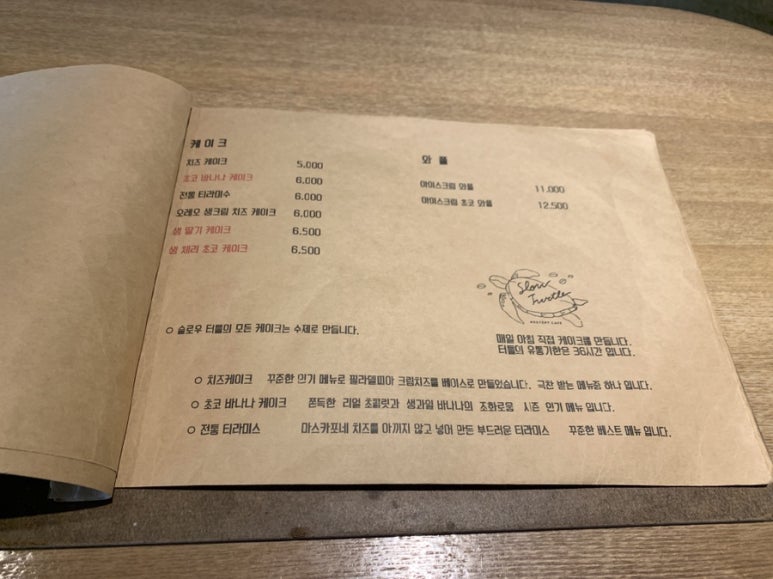 케이크
치즈 케이크 5,000
초코 바나나 케이크 6,000
전통 티라미수 6,000
오레오 생크림 치즈 케이크 6,000
생 딸기 케이크 6,500
생 체리 초코 케이크 6,500
와플
아이스크림 와플 11,000
아이스크림 초코 와플 12,500
Slow
Turtle
매일 아침 직접 케이크를 만듭니다.
터틀의 유통기한은 36시간 입니다.
○ 슬로우 터틀의 모든 케이크는 수제로 만듭니다.
○ 치즈케이크 꾸준한 인기 메뉴로 필라델피아 크림치즈를 베이스로 만들었습니다. 극찬 받는 메뉴중 하나 입니다.
○ 초코 바나나 케이크 쫀득한 리얼 초콜릿과 생과일 바나나의 조화로움 시즌 인기 메뉴 입니다.
○ 전통 티라미스 마스카포네 치즈를 아끼지 않고 넣어 만든 부드러운 티라미스 꾸준한 베스트 메뉴 입니다.